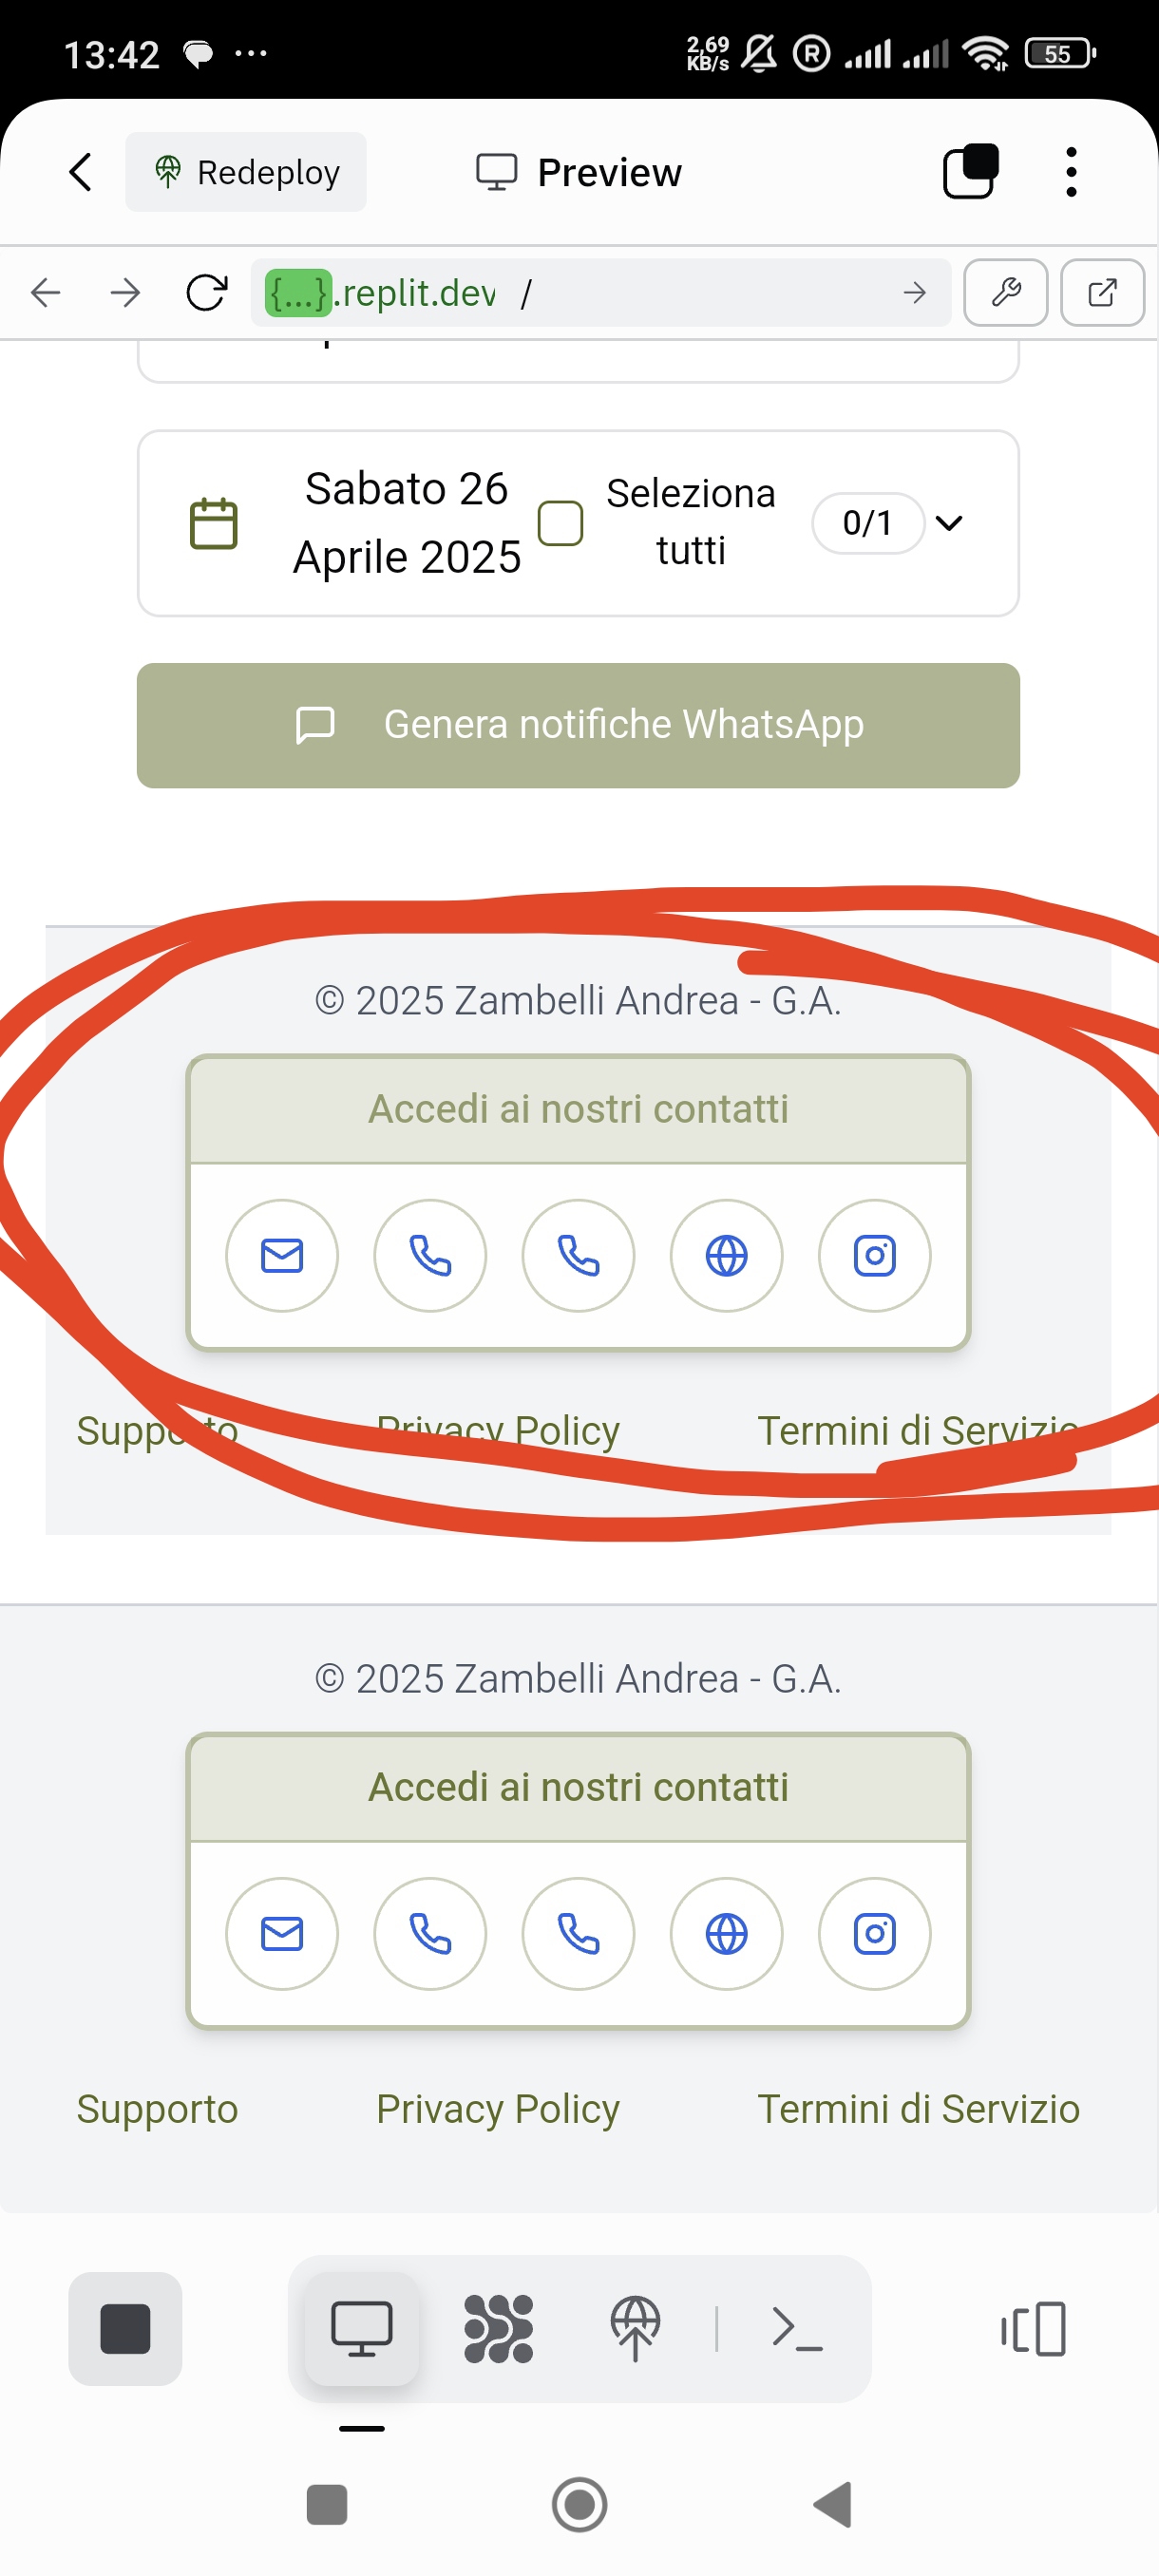 13:42
2,69
KB/s
R
55
Redeploy
Preview
{...}.replit.dev /
Sabato 26
Aprile 2025
Seleziona
tutti
0/1
Genera notifiche WhatsApp
© 2025 Zambelli Andrea - G.A.
Accedi ai nostri contatti
Supporto
Privacy Policy
Termini di Servizio
© 2025 Zambelli Andrea - G.A.
Accedi ai nostri contatti
Supporto
Privacy Policy
Termini di Servizio